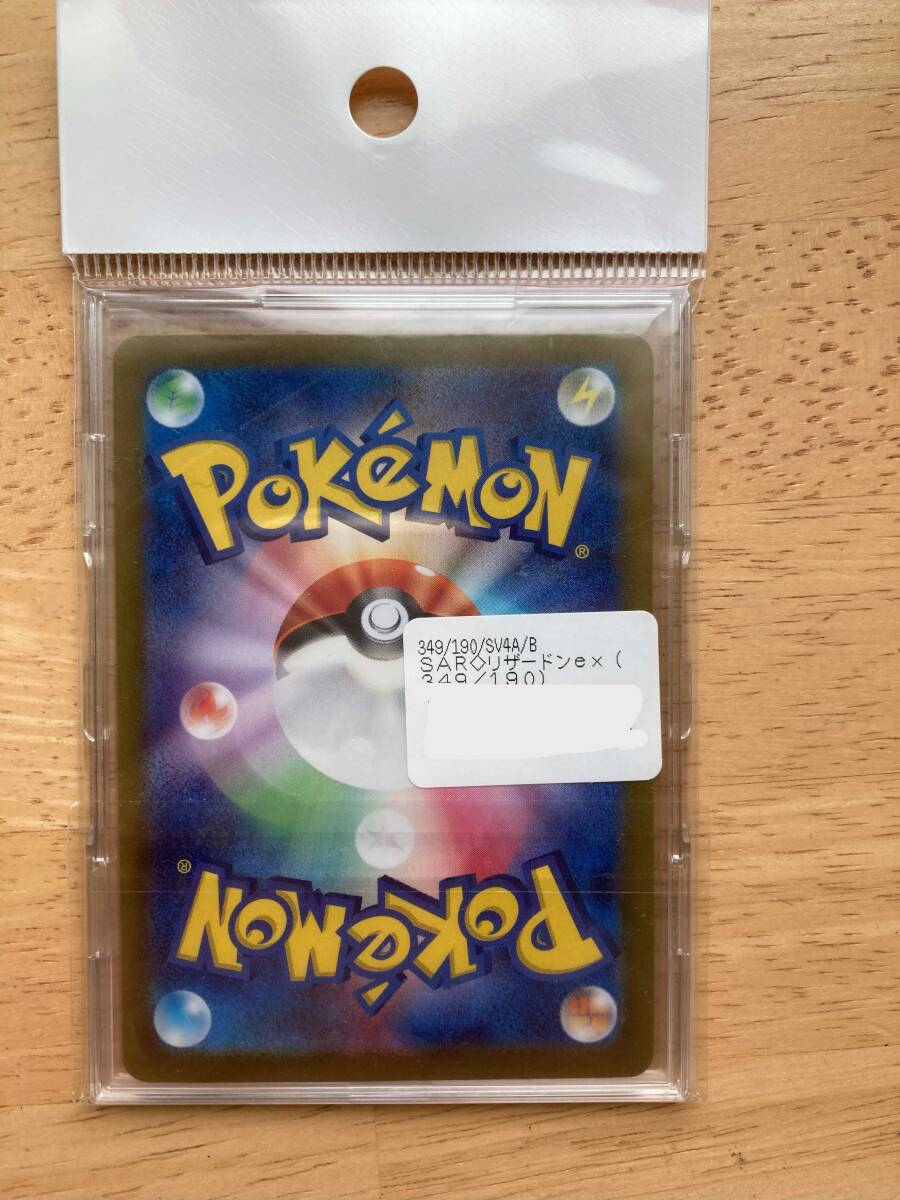 POKéMON®
349/190/SV4A/B
SAR◇リザードンex(
349/190)
POKéMON®